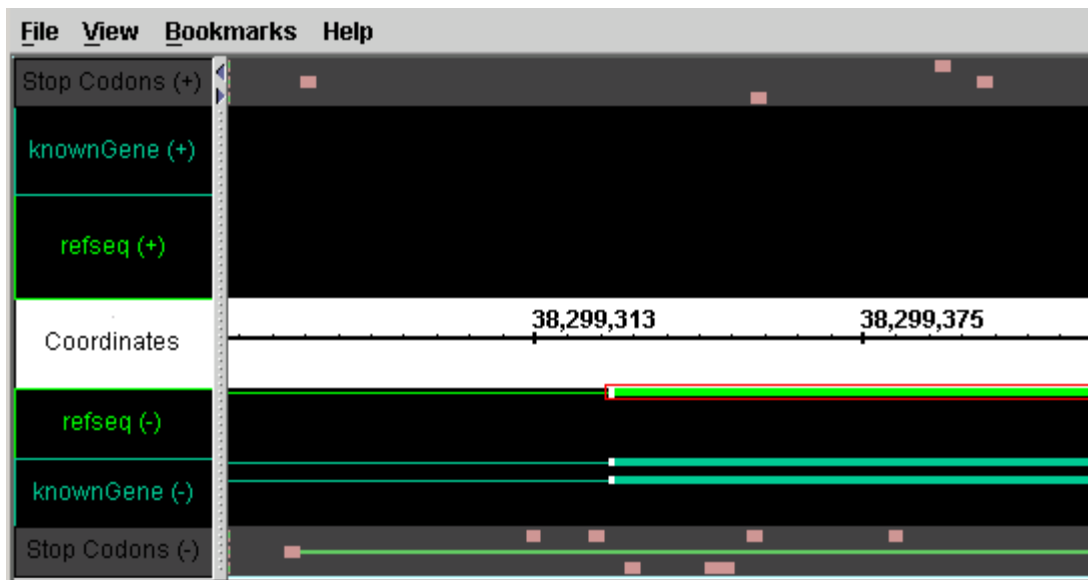 File View Bookmarks Help
Stop Codons (+)
knownGene (+)
refseq (+)
38,299,313 38,299,375
Coordinates
refseq (-)
knownGene (-)
Stop Codons (-)